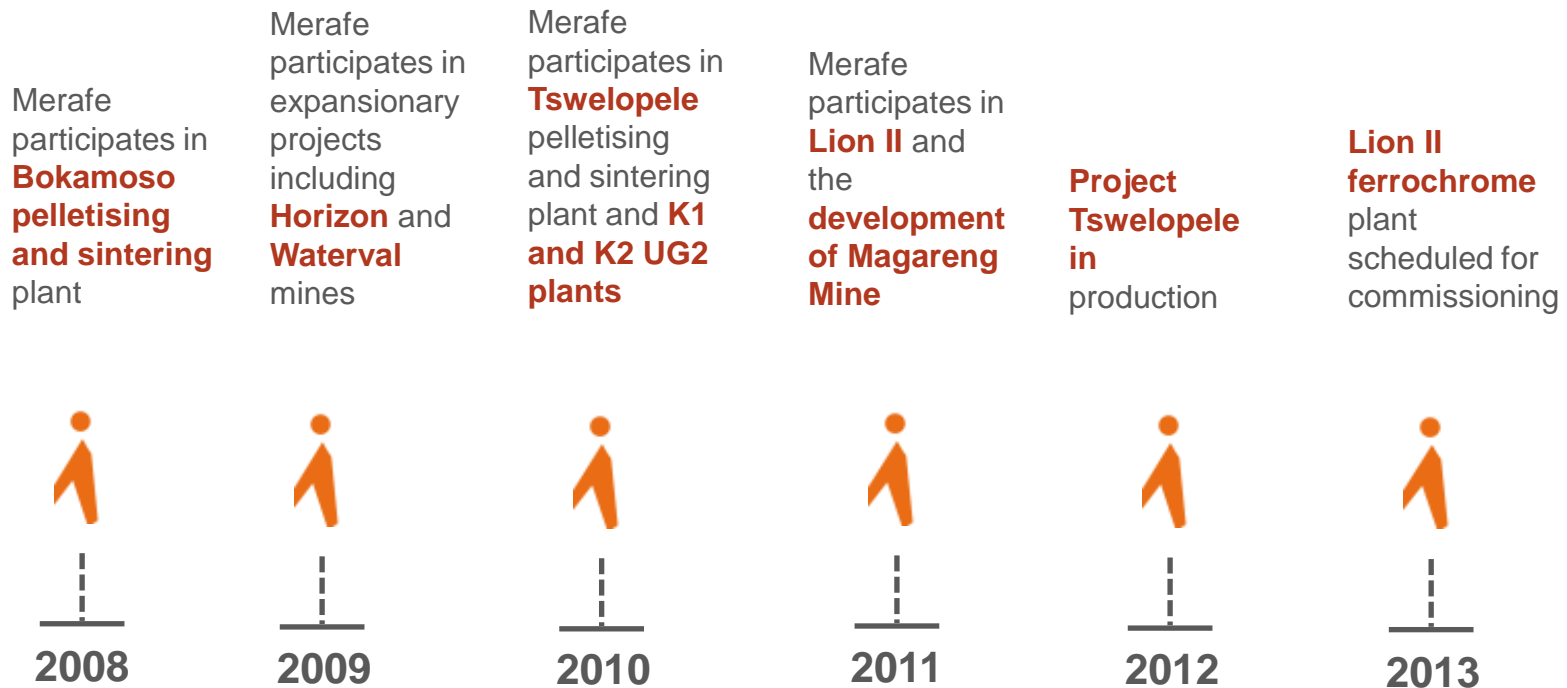 Merafe
participates in
Bokamoso
pelletising
and sintering
plant
Merafe
participates in
expansionary
projects
including
Horizon and
Waterval
mines
Merafe
participates in
Tswelopele
pelletising
and sintering
plant and K1
and K2 UG2
plants
Merafe
participates in
Lion II and
the
development
of Magareng
Mine
Project
Tswelopele
in
production
Lion II
ferrochrome
plant
scheduled for
commissioning
2008
2009
2010
2011
2012
2013